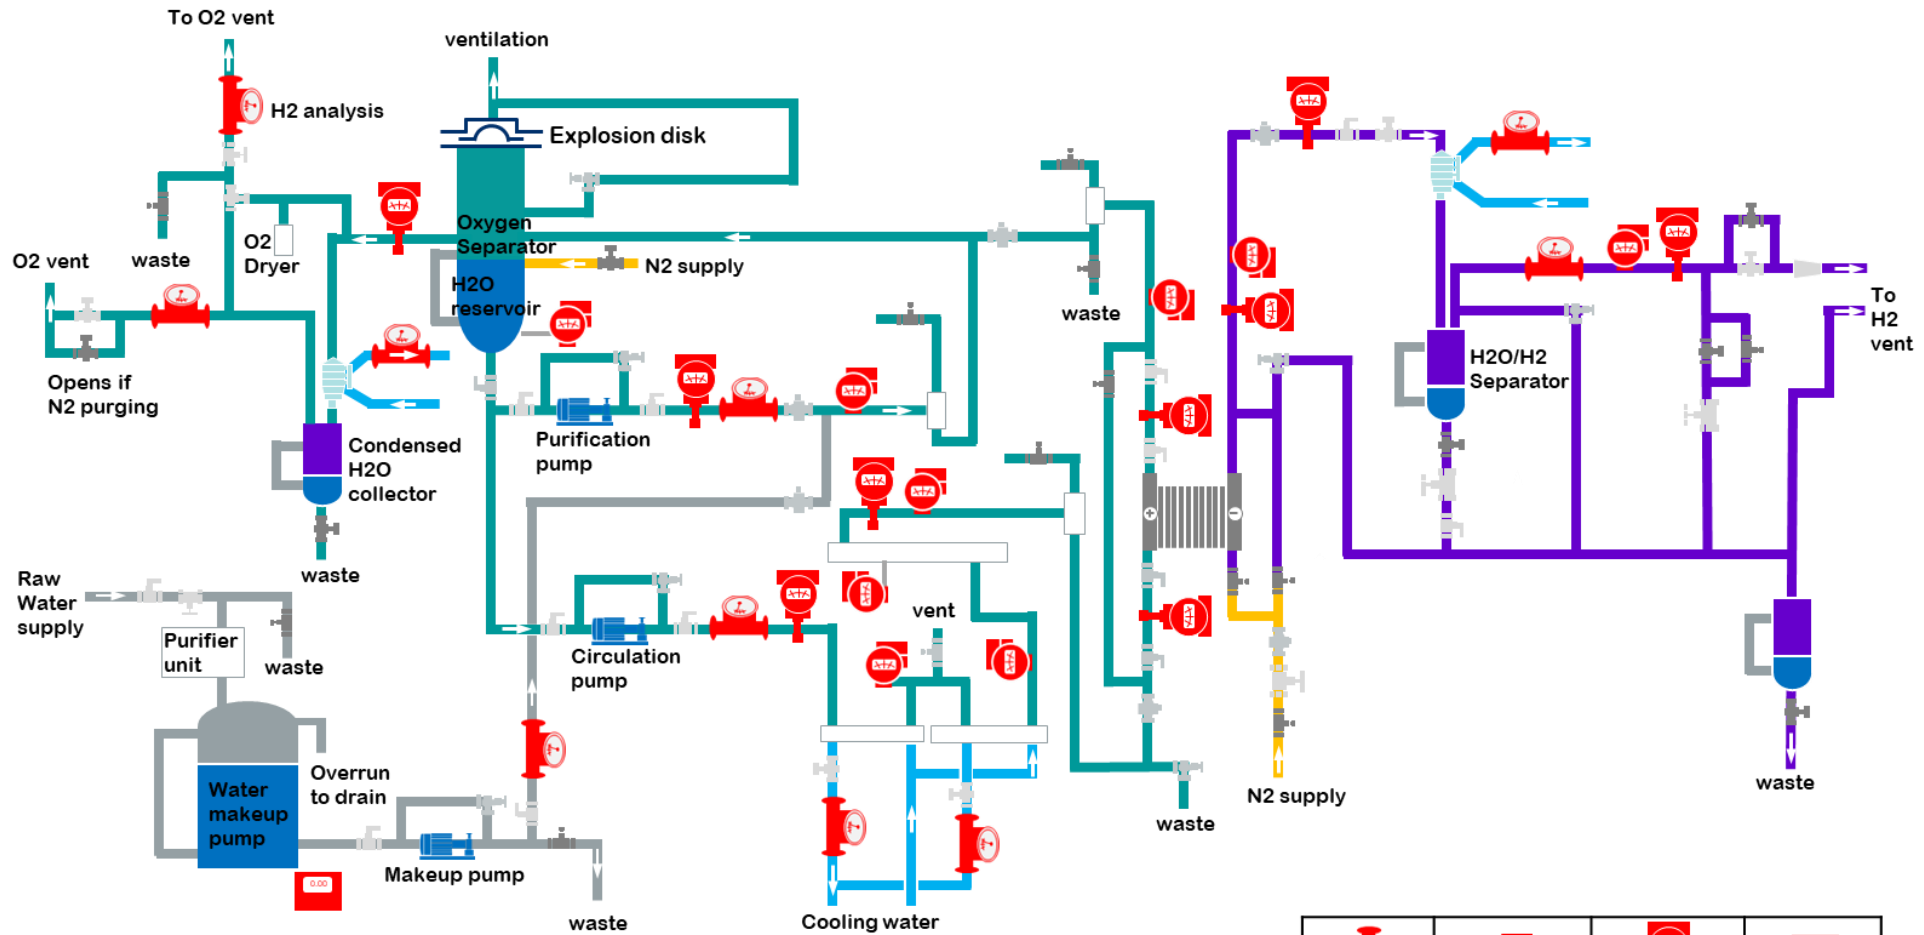 To O2 vent
ventilation
H2 analysis
Explosion disk
Oxygen
Separator
O2
Dryer
waste
O2 vent
N2 supply
H2O
reservoir
waste
To
H2
vent
Opens if
N2 purging
H2O/H2
Separator
Purification
pump
Condensed
H2O
collector
+
-
waste
Raw
Water
supply
Purifier
unit
waste
vent
Circulation
pump
Overrun
to drain
Water
makeup
pump
N2 supply
waste
waste
Makeup pump
0.00
waste
Cooling water